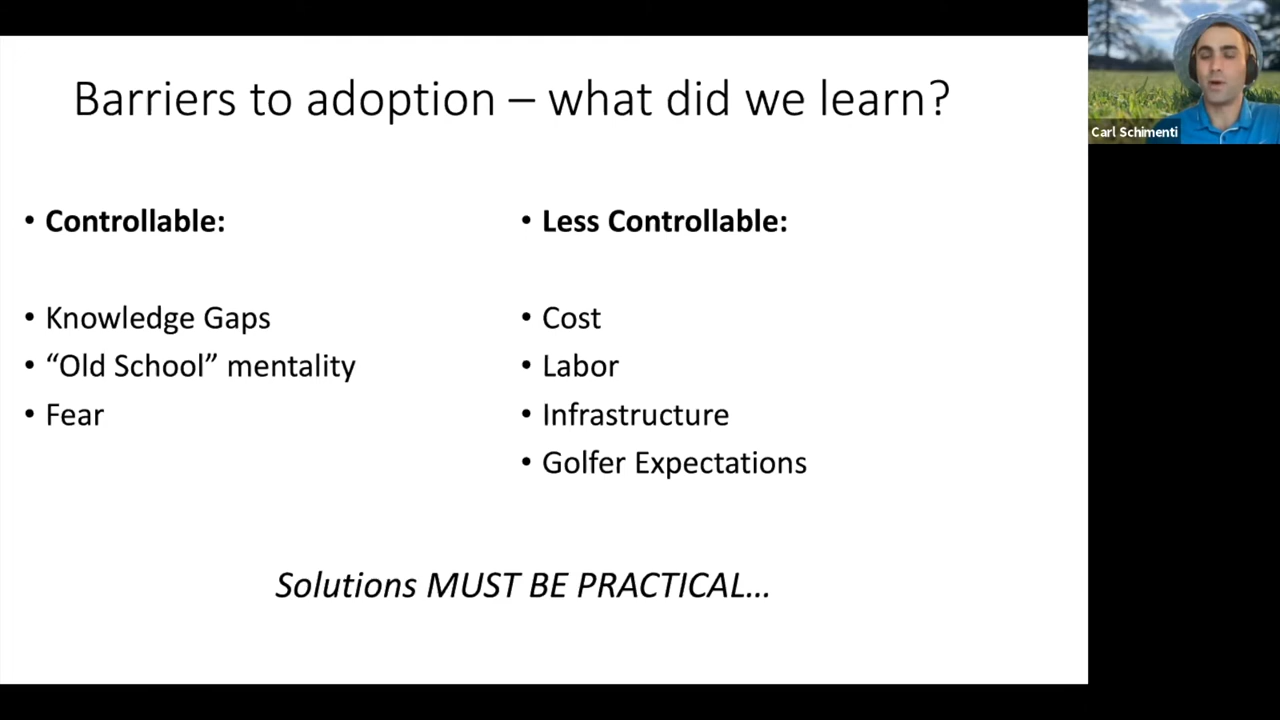 Barriers to adoption – what did we learn?
Carl Schimenti
• Controllable:
• Knowledge Gaps
• “Old School” mentality
• Fear
• Less Controllable:
• Cost
• Labor
• Infrastructure
• Golfer Expectations
Solutions MUST BE PRACTICAL…